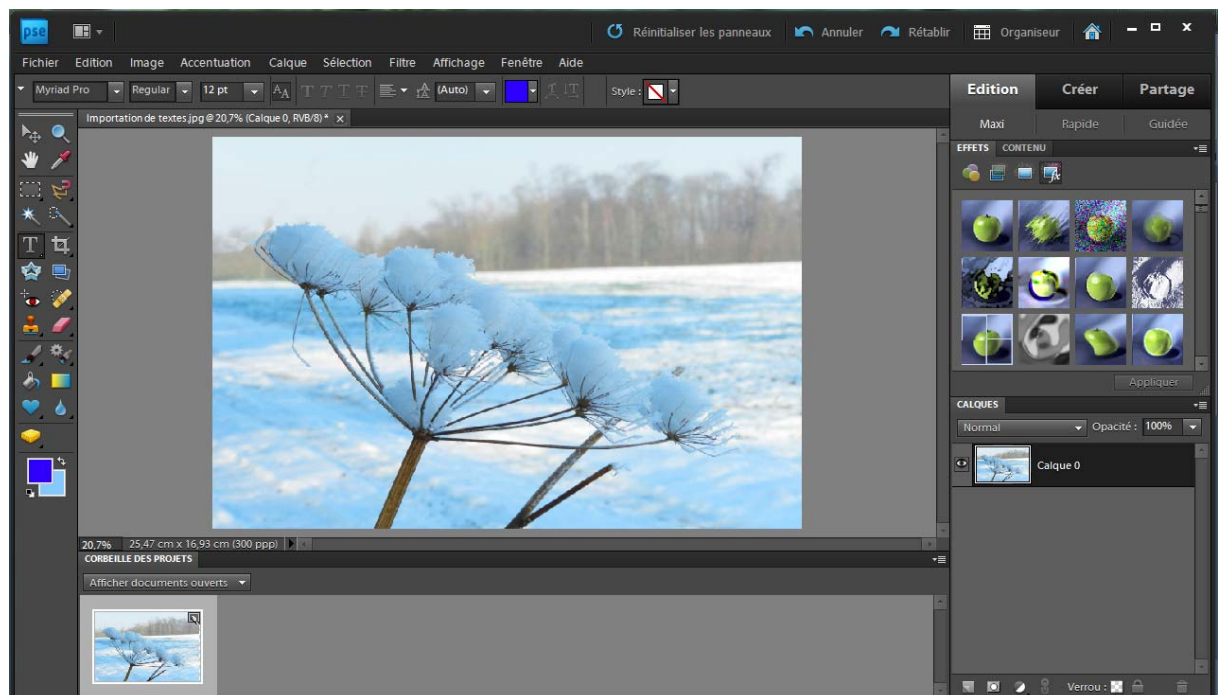 pse Réinitialiser les panneaux Annuler Rétablir Organiseur X
Fichier Edition Image Accentuation Calque Sélection Filtre Affichage Fenêtre Aide
Myriad Pro Regular 12 pt AA T T T T (Auto) T IT Style :
Edition Créer Partage
Importation de textes.jpg @ 20,7% (Calque 0, RVB/8) * x
Maxi Rapide Guidée
EFFETS CONTENU
fx
T
Appliquer
CALQUES
Normal Opacité : 100%
Calque 0
20,7% 25,47 cm x 16,93 cm (300 ppp)
CORBEILLE DES PROJETS
Afficher documents ouverts
Verrou :